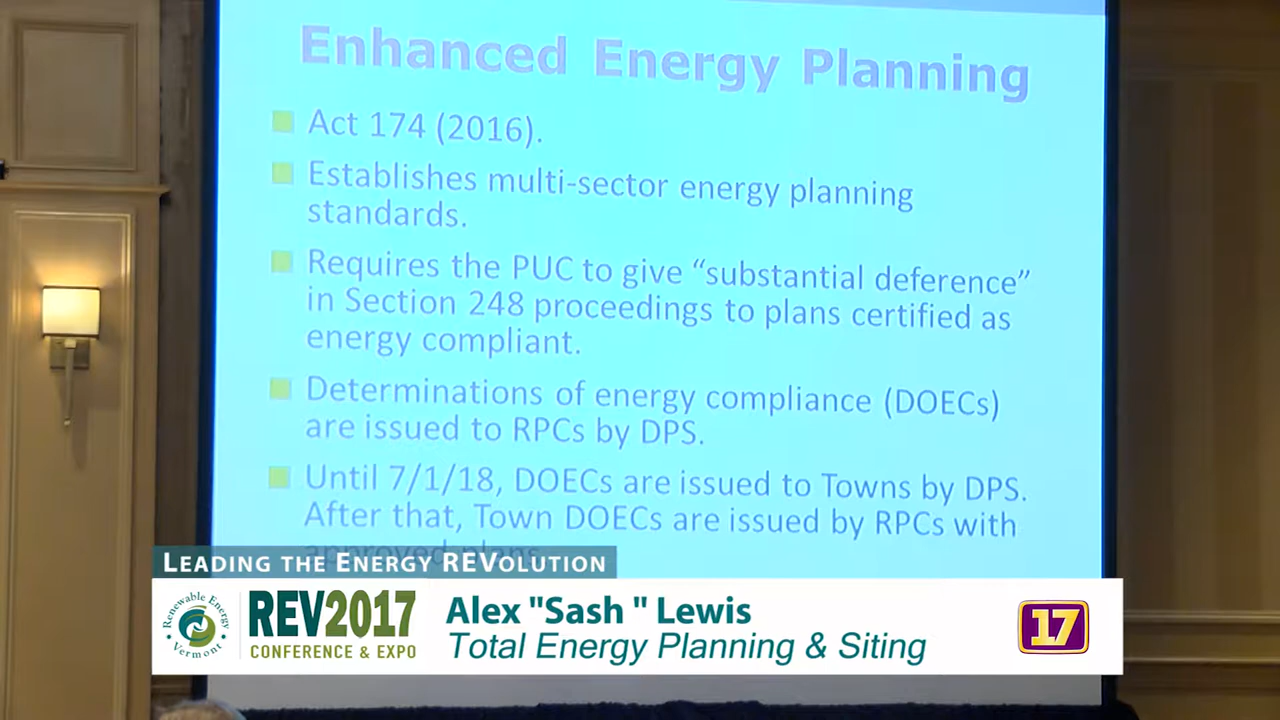 Enhanced Energy Planning
Act 174 (2016).
Establishes multi-sector energy planning
standards.
Requires the PUC to give “substantial deference”
in Section 248 proceedings to plans certified as
energy compliant.
Determinations of energy compliance (DOECs)
are issued to RPCs by DPS.
Until 7/1/18, DOECs are issued to Towns by DPS.
After that, Town DOECs are issued by RPCs with
approved plans.
LEADING THE ENERGY REVOLUTION
Renewable Energy
Vermont
REV2017
CONFERENCE & EXPO
Alex "Sash " Lewis
Total Energy Planning & Siting
17